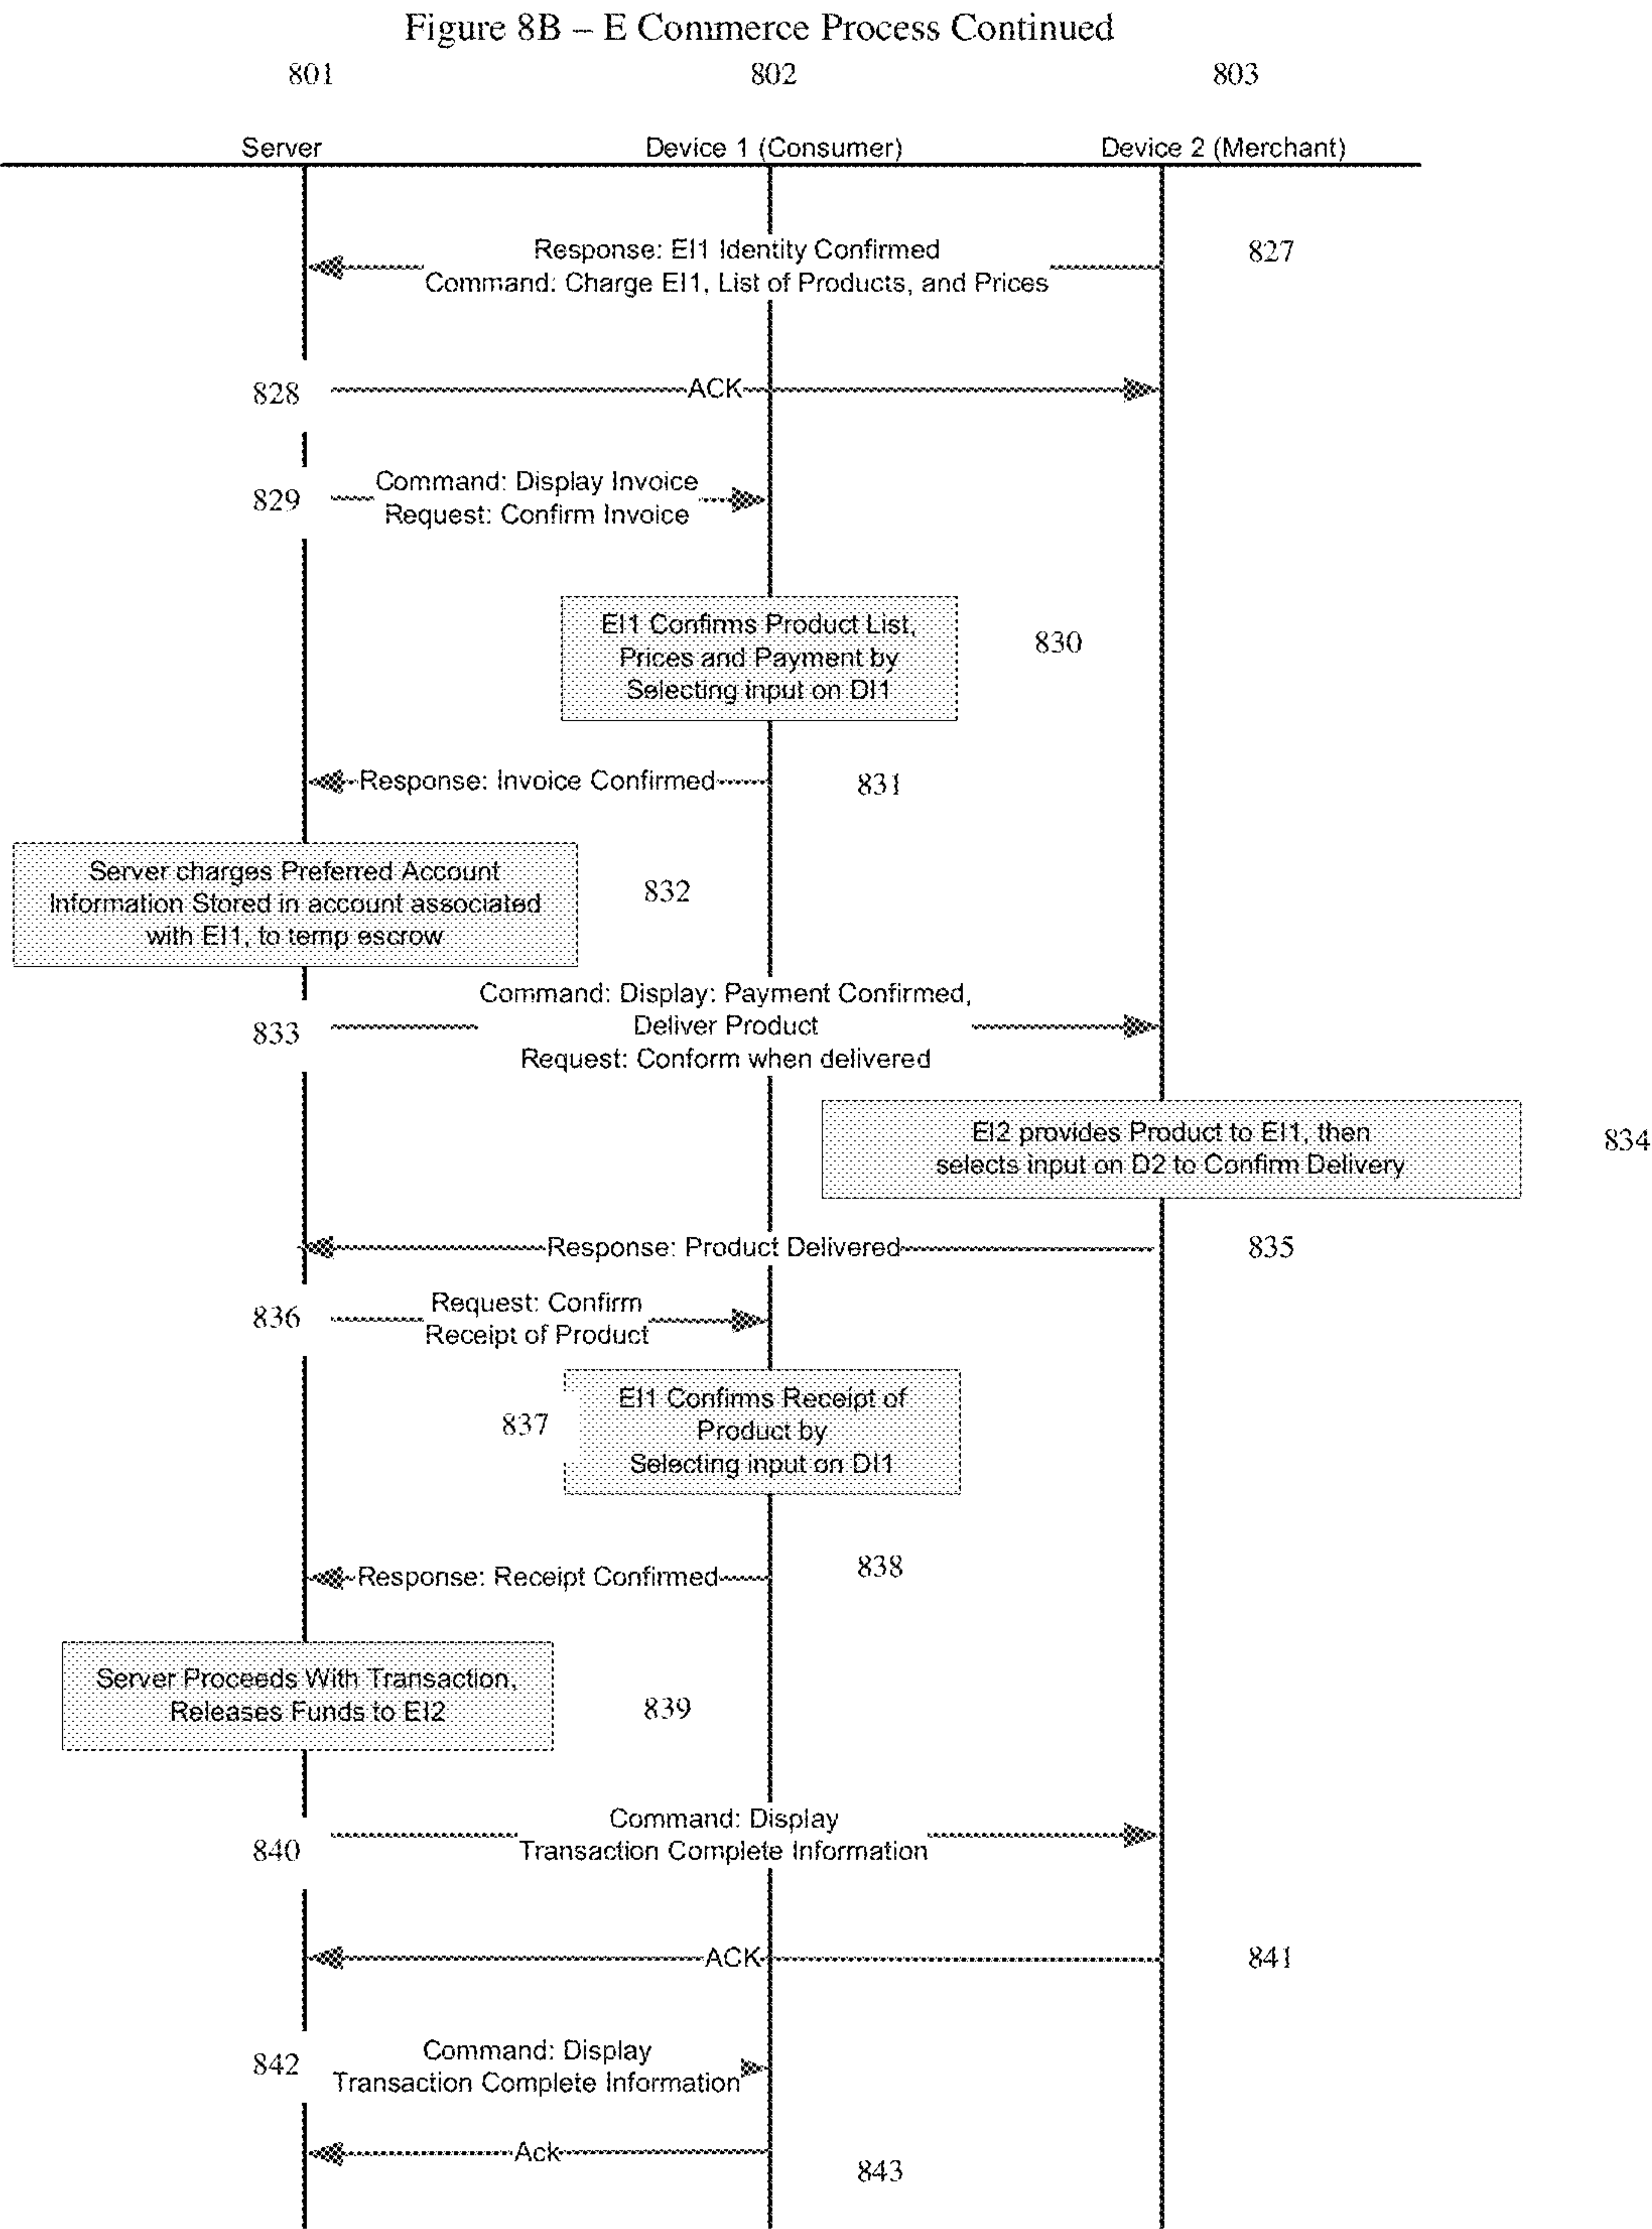 Figure 8B – E Commerce Process Continued
801
802
803
Server
Device 1 (Consumer)
Device 2 (Merchant)
Response: EI1 Identity Confirmed
Command: Charge EI1, List of Products, and Prices
827
828
ACK
829
Command: Display Invoice
Request: Confirm Invoice
EI1 Confirms Product List,
Prices and Payment by
Selecting input on DI1
830
Response: Invoice Confirmed
831
Server charges Preferred Account
Information Stored in account associated
with EI1, to temp escrow
832
833
Command: Display: Payment Confirmed,
Deliver Product
Request: Conform when delivered
EI2 provides Product to EI1, then
selects input on D2 to Confirm Delivery
834
Response: Product Delivered
835
836
Request: Confirm
Receipt of Product
837
EI1 Confirms Receipt of
Product by
Selecting input on DI1
Response: Receipt Confirmed
838
Server Proceeds With Transaction,
Releases Funds to EI2
839
840
Command: Display
Transaction Complete Information
ACK
841
842
Command: Display
Transaction Complete Information
Ack
843